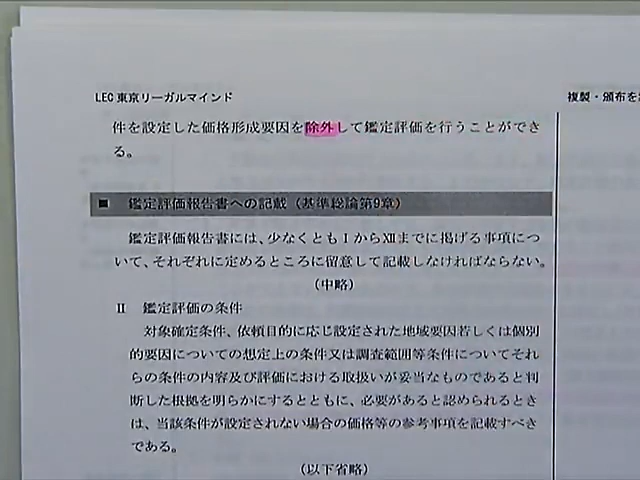 LEC東京リーガルマインド
複製・頒布を
件を設定した価格形成要因を除外して鑑定評価を行うことができ
る。
■ 鑑定評価報告書への記載（基準総論第9章）
鑑定評価報告書には、少なくともⅠからⅫまでに掲げる事項につ
いて、それぞれに定めるところに留意して記載しなければならない。
（中略）
Ⅱ 鑑定評価の条件
対象確定条件、依頼目的に応じ設定された地域要因若しくは個別
的要因についての想定上の条件又は調査範囲等条件についてそれ
らの条件の内容及び評価における取扱いが妥当なものであると判
断した根拠を明らかにするとともに、必要があると認められるとき
は、当該条件が設定されない場合の価格等の参考事項を記載すべき
である。
（以下省略）